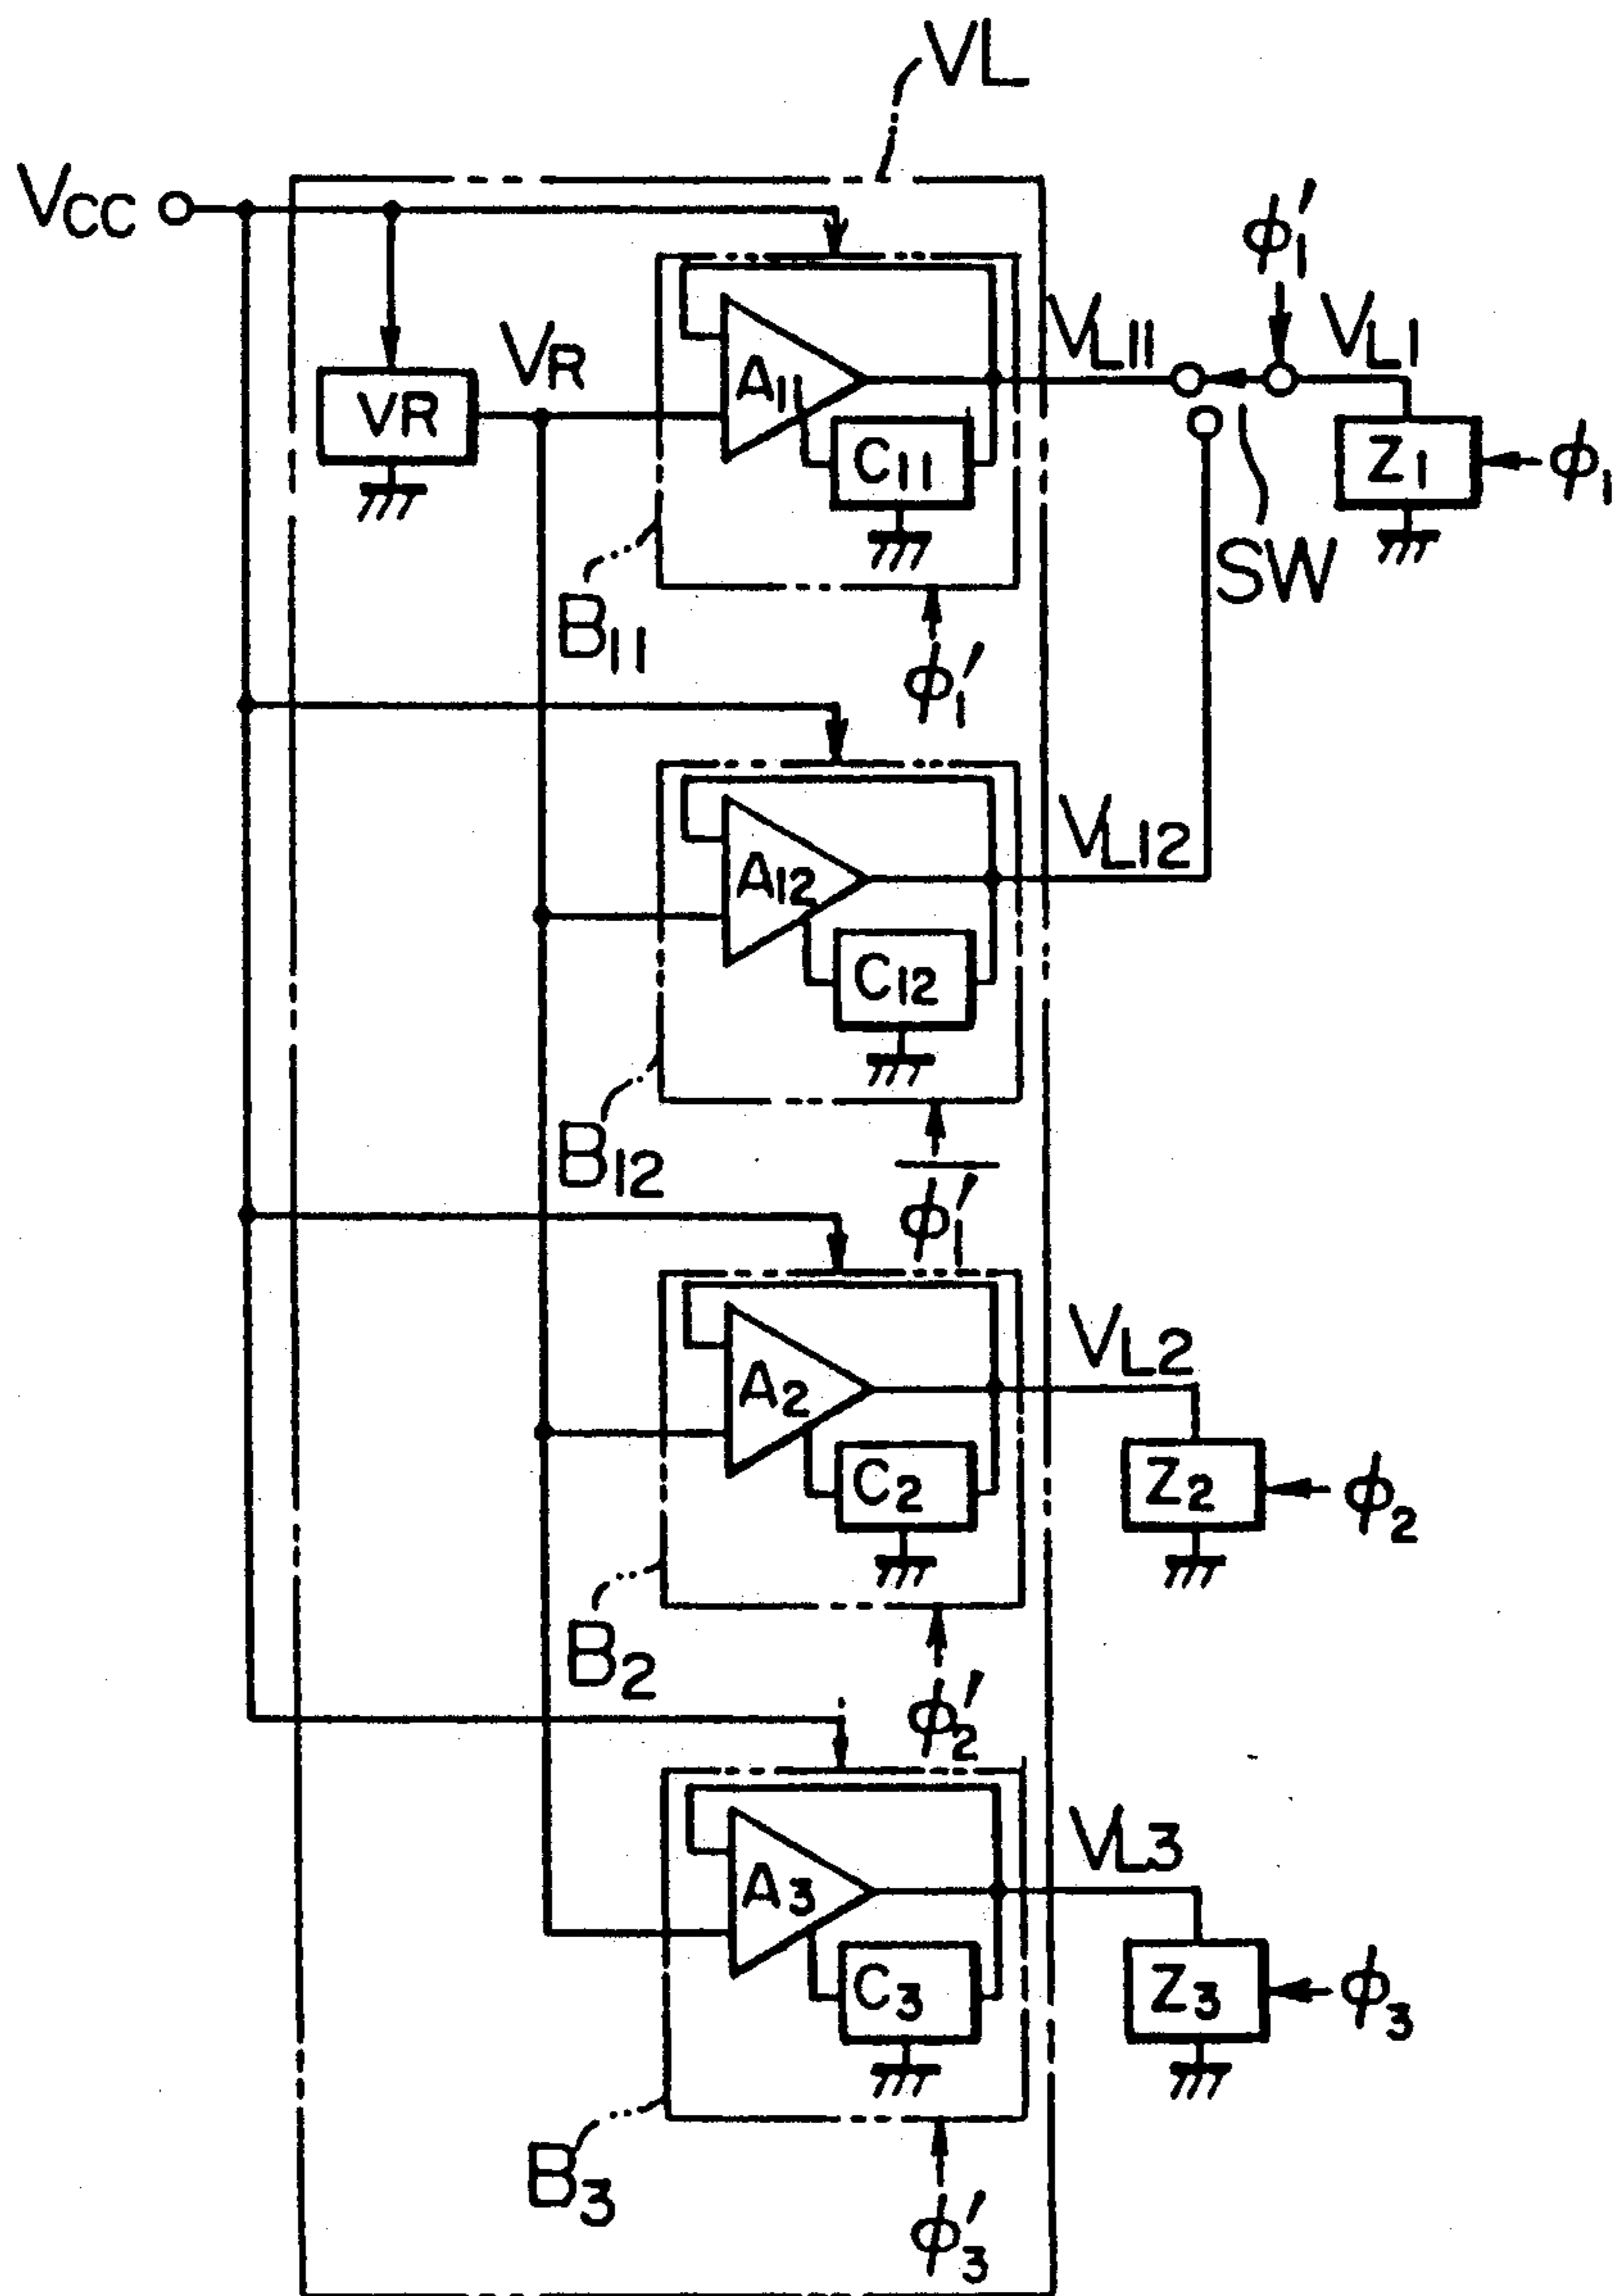 VL
VCC
ϕ1'
VR
VL11
VL1
VR
A11
C11
Z1
ϕ1
SW
B11
ϕ1'
VL12
A12
C12
B12
ϕ1'
VL2
A2
C2
Z2
ϕ2
B2
ϕ2'
VL3
A3
C3
Z3
ϕ3
B3
ϕ3'